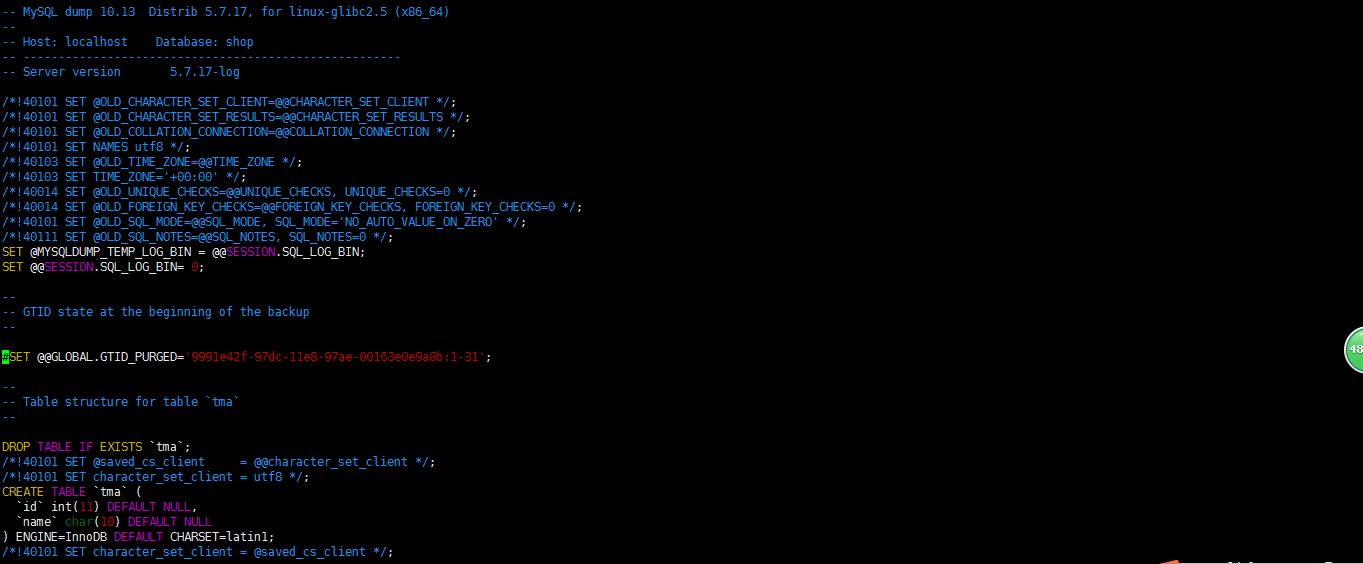 -- MySQL dump 10.13  Distrib 5.7.17, for linux-glibc2.5 (x86_64)
--
-- Host: localhost    Database: shop
-- ------------------------------------------------------
-- Server version       5.7.17-log

/*!40101 SET @OLD_CHARACTER_SET_CLIENT=@@CHARACTER_SET_CLIENT */;
/*!40101 SET @OLD_CHARACTER_SET_RESULTS=@@CHARACTER_SET_RESULTS */;
/*!40101 SET @OLD_COLLATION_CONNECTION=@@COLLATION_CONNECTION */;
/*!40101 SET NAMES utf8 */;
/*!40103 SET @OLD_TIME_ZONE=@@TIME_ZONE */;
/*!40103 SET TIME_ZONE='+00:00' */;
/*!40014 SET @OLD_UNIQUE_CHECKS=@@UNIQUE_CHECKS, UNIQUE_CHECKS=0 */;
/*!40014 SET @OLD_FOREIGN_KEY_CHECKS=@@FOREIGN_KEY_CHECKS, FOREIGN_KEY_CHECKS=0 */;
/*!40101 SET @OLD_SQL_MODE=@@SQL_MODE, SQL_MODE='NO_AUTO_VALUE_ON_ZERO' */;
/*!40111 SET @OLD_SQL_NOTES=@@SQL_NOTES, SQL_NOTES=0 */;
SET @MYSQLDUMP_TEMP_LOG_BIN = @@SESSION.SQL_LOG_BIN;
SET @@SESSION.SQL_LOG_BIN= 0;

--
-- GTID state at the beginning of the backup
--

#SET @@GLOBAL.GTID_PURGED='9991e42f-97dc-11e8-97ae-00163e0e9a8b:1-31';
48

--
-- Table structure for table `tma`
--

DROP TABLE IF EXISTS `tma`;
/*!40101 SET @saved_cs_client     = @@character_set_client */;
/*!40101 SET character_set_client = utf8 */;
CREATE TABLE `tma` (
  `id` int(11) DEFAULT NULL,
  `name` char(10) DEFAULT NULL
) ENGINE=InnoDB DEFAULT CHARSET=latin1;
/*!40101 SET character_set_client = @saved_cs_client */;